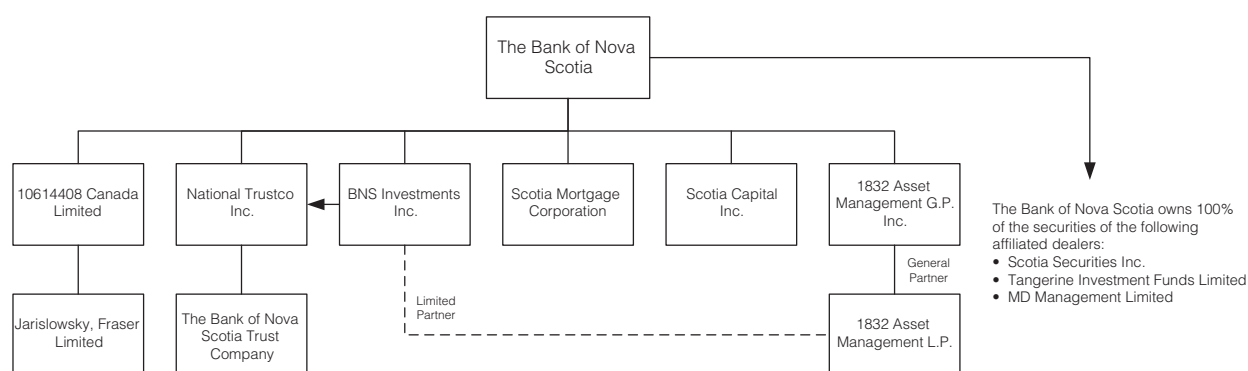 The Bank of Nova
Scotia
10614408 Canada
Limited
National Trustco
Inc.
BNS Investments
Inc.
Scotia Mortgage
Corporation
Scotia Capital
Inc.
1832 Asset
Management G.P.
Inc.
The Bank of Nova Scotia owns 100%
of the securities of the following
affiliated dealers:
• Scotia Securities Inc.
• Tangerine Investment Funds Limited
• MD Management Limited
General
Partner
Limited
Partner
Jarislowsky, Fraser
Limited
The Bank of Nova
Scotia Trust
Company
1832 Asset
Management L.P.